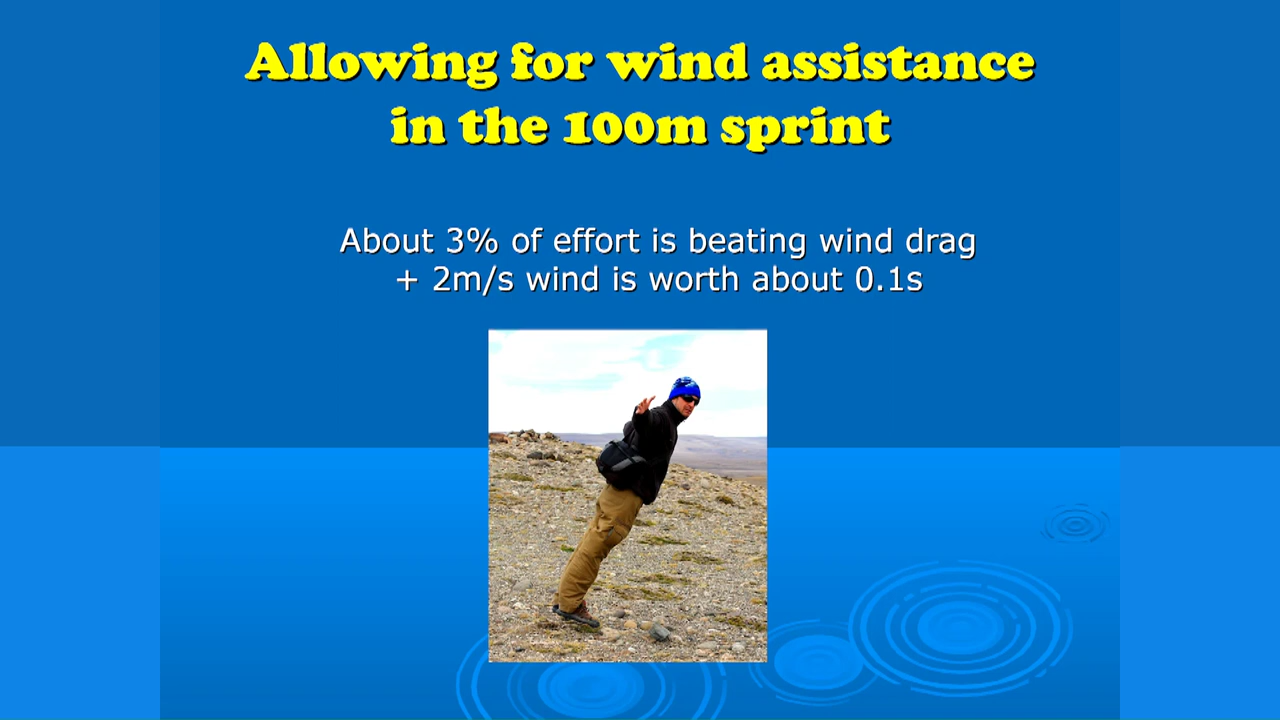 Allowing for wind assistance
in the 100m sprint
About 3% of effort is beating wind drag
+ 2m/s wind is worth about 0.1s